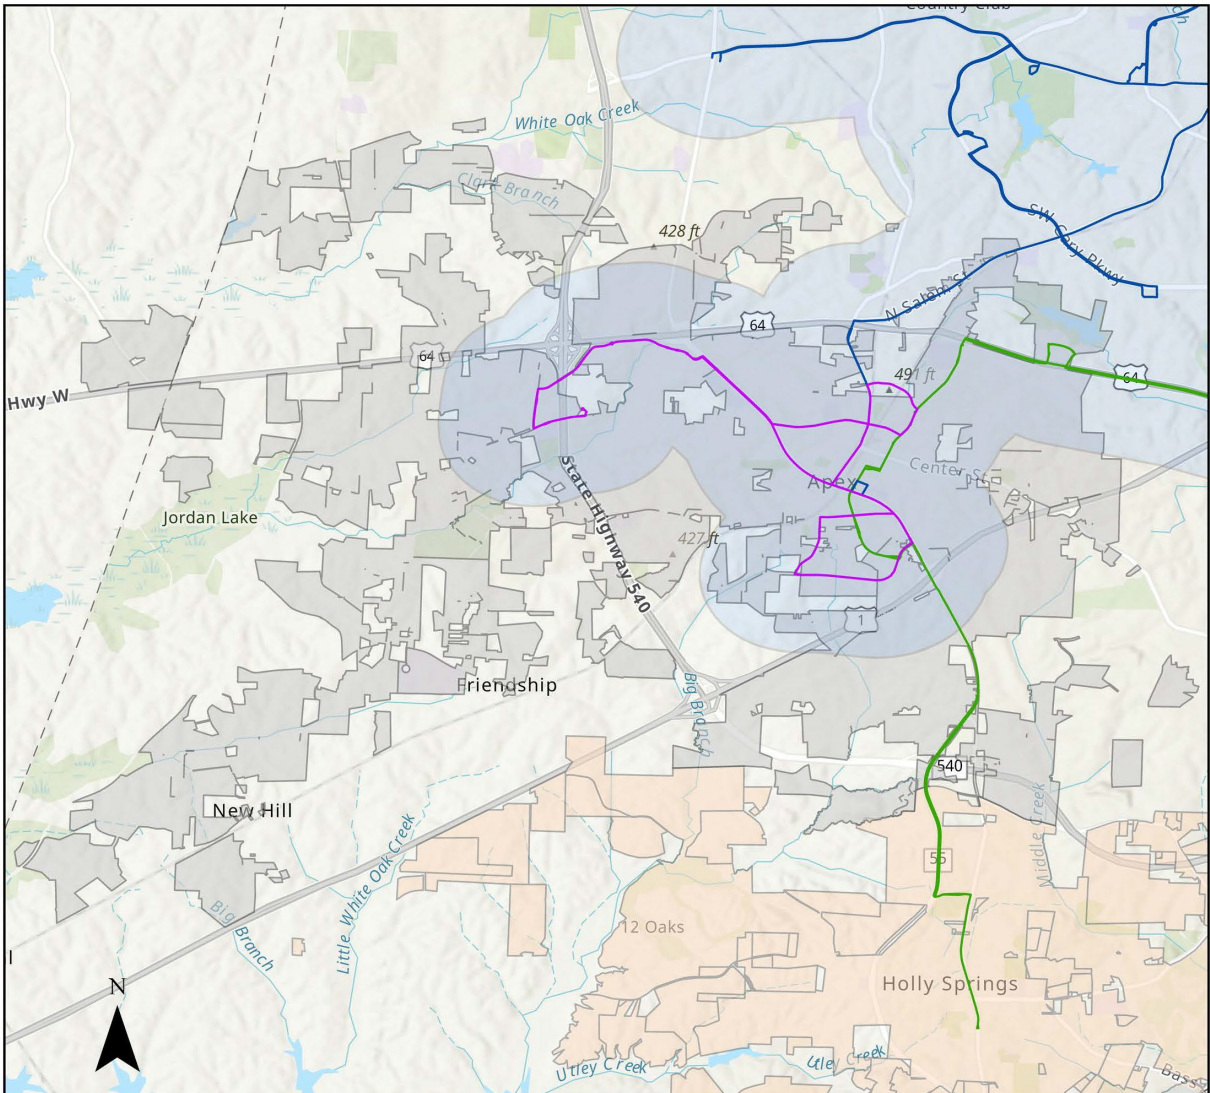 Country Club
White Oak Creek
Clark Branch
428 ft
SW Cary Pkwy
N Salem St
64
64
491 ft
64
Hwy W
Center St
Apex
State Highway 540
Jordan Lake
427 ft
1
Friendship
Big Branch
540
New Hill
Middle Creek
55
Little White Oak Creek
Big Branch
12 Oaks
Holly Springs
N
Utley Creek
Utley Creek